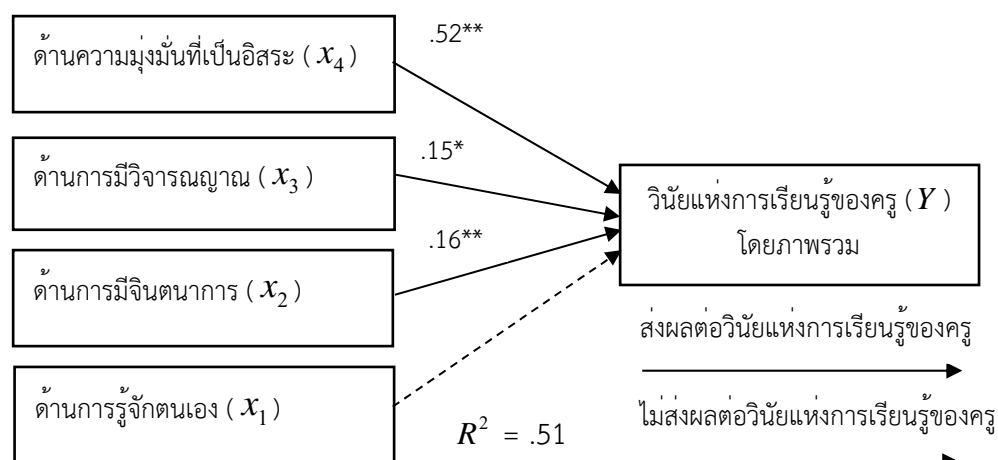 ด้านความมุ่งมั่นที่เป็นอิสระ ( x4 )
.52**
ด้านการมีวิจารณญาณ ( x3 )
.15*
ด้านการมีจินตนาการ ( x2 )
.16**
ด้านการรู้จักตนเอง ( x1 )
วินัยแห่งการเรียนรู้ของครู ( Y )
โดยภาพรวม
ส่งผลต่อวินัยแห่งการเรียนรู้ของครู
ไม่ส่งผลต่อวินัยแห่งการเรียนรู้ของครู
R² = .51